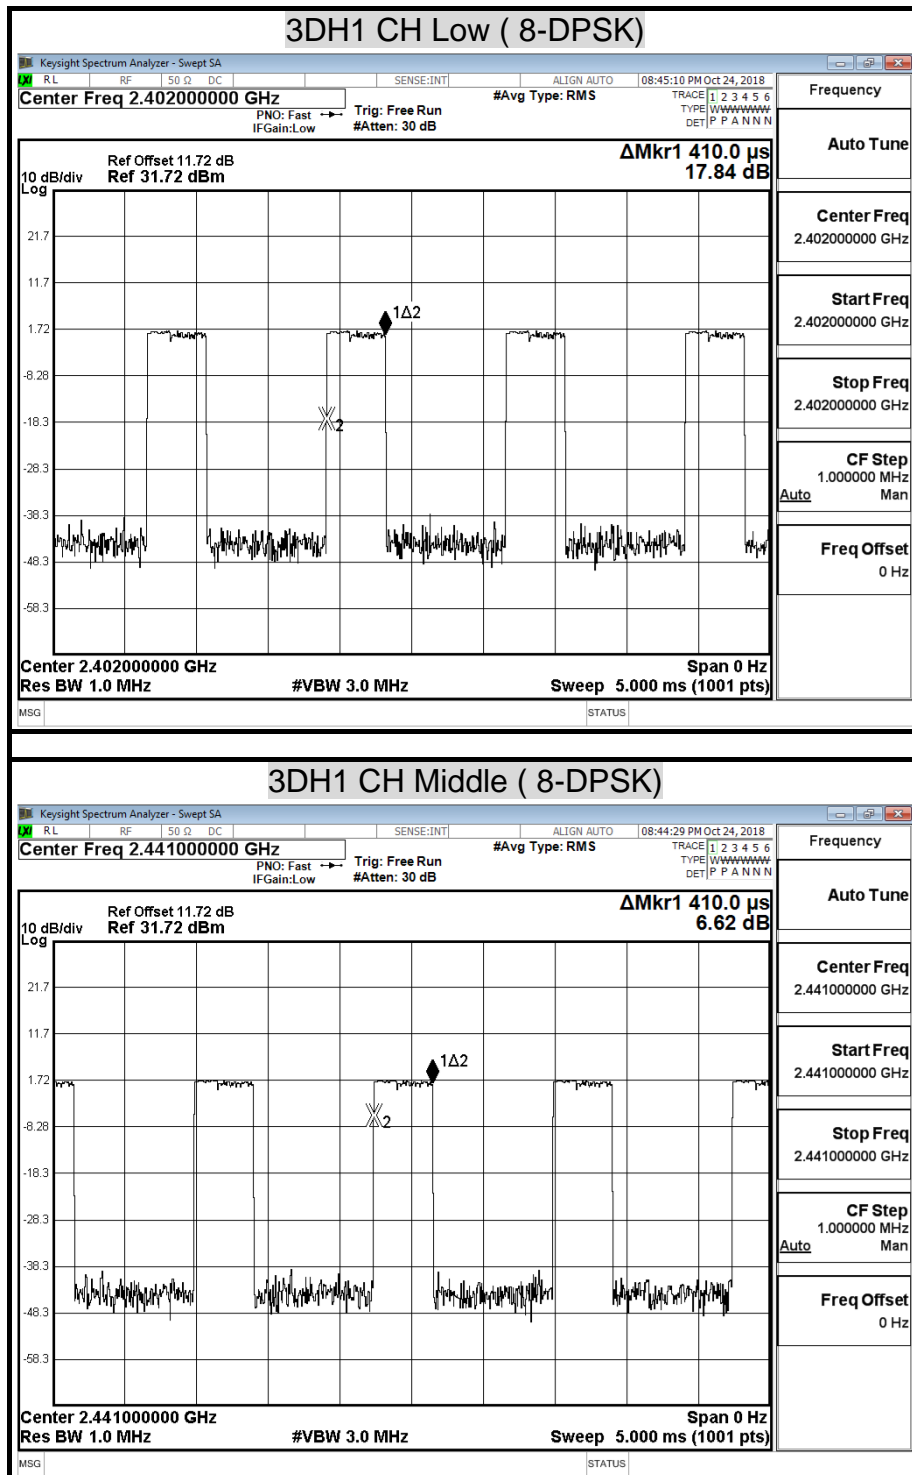 3DH1 CH Low ( 8-DPSK)
Keysight Spectrum Analyzer - Swept SA
LXI RL RF 50 Ω DC SENSE:INT ALIGN AUTO 08:45:10 PM Oct 24, 2018
Center Freq 2.402000000 GHz
PNO: Fast
IFGain:Low
Trig: Free Run
#Atten: 30 dB
#Avg Type: RMS
TRACE 1 2 3 4 5 6
TYPE WWWWWW
DET P P A N N N
Frequency
ΔMkr1 410.0 µs
17.84 dB
Ref Offset 11.72 dB
10 dB/div Ref 31.72 dBm
Log
21.7
11.7
1.72
-8.28
-18.3
-28.3
-38.3
-48.3
-58.3
1Δ2
2
Center 2.402000000 GHz Span 0 Hz
Res BW 1.0 MHz #VBW 3.0 MHz Sweep 5.000 ms (1001 pts)
Auto Tune
Center Freq
2.402000000 GHz
Start Freq
2.402000000 GHz
Stop Freq
2.402000000 GHz
CF Step
1.000000 MHz
Auto Man
Freq Offset
0 Hz
MSG STATUS
3DH1 CH Middle ( 8-DPSK)
Keysight Spectrum Analyzer - Swept SA
LXI RL RF 50 Ω DC SENSE:INT ALIGN AUTO 08:44:29 PM Oct 24, 2018
Center Freq 2.441000000 GHz
PNO: Fast
IFGain:Low
Trig: Free Run
#Atten: 30 dB
#Avg Type: RMS
TRACE 1 2 3 4 5 6
TYPE WWWWWW
DET P P A N N N
Frequency
ΔMkr1 410.0 µs
6.62 dB
Ref Offset 11.72 dB
10 dB/div Ref 31.72 dBm
Log
21.7
11.7
1.72
-8.28
-18.3
-28.3
-38.3
-48.3
-58.3
1Δ2
2
Center 2.441000000 GHz Span 0 Hz
Res BW 1.0 MHz #VBW 3.0 MHz Sweep 5.000 ms (1001 pts)
Auto Tune
Center Freq
2.441000000 GHz
Start Freq
2.441000000 GHz
Stop Freq
2.441000000 GHz
CF Step
1.000000 MHz
Auto Man
Freq Offset
0 Hz
MSG STATUS